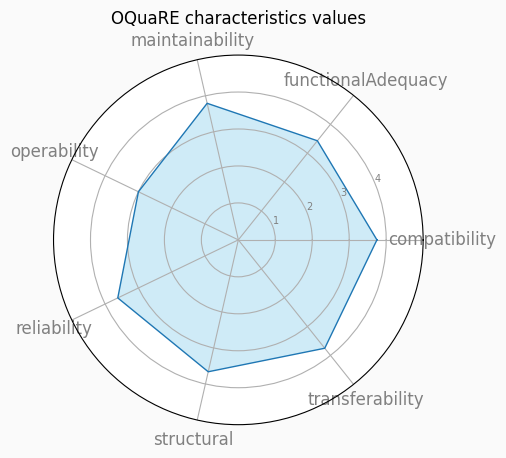 OQuaRE characteristics values
maintainability
functionalAdequacy
operability
4
3
2
1
compatibility
reliability
transferability
structural